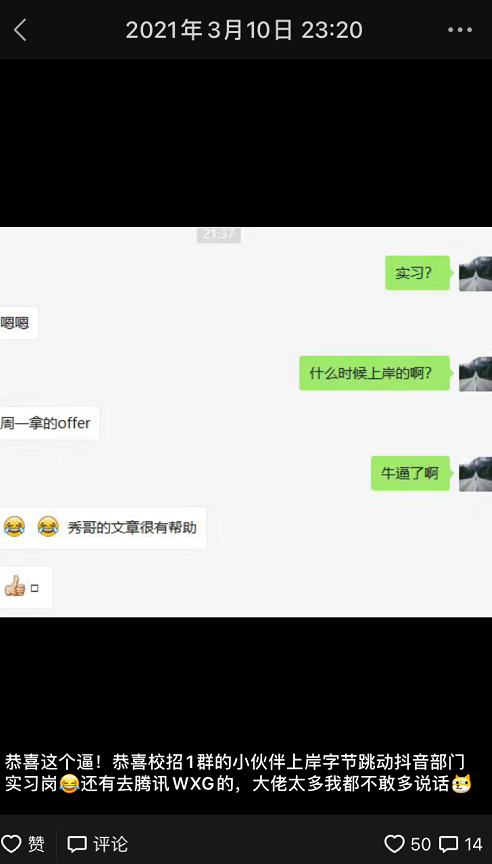 2021年3月10日 23:20
21:37
实习？
嗯嗯
什么时候上岸的啊？
周一拿的offer
牛逼了啊
😂 😂 秀哥的文章很有帮助
👍 □
恭喜这个逼！恭喜校招1群的小伙伴上岸字节跳动抖音部门
实习岗😂还有去腾讯WXG的，大佬太多我都不敢多说话🐶
赞 评论 50 14